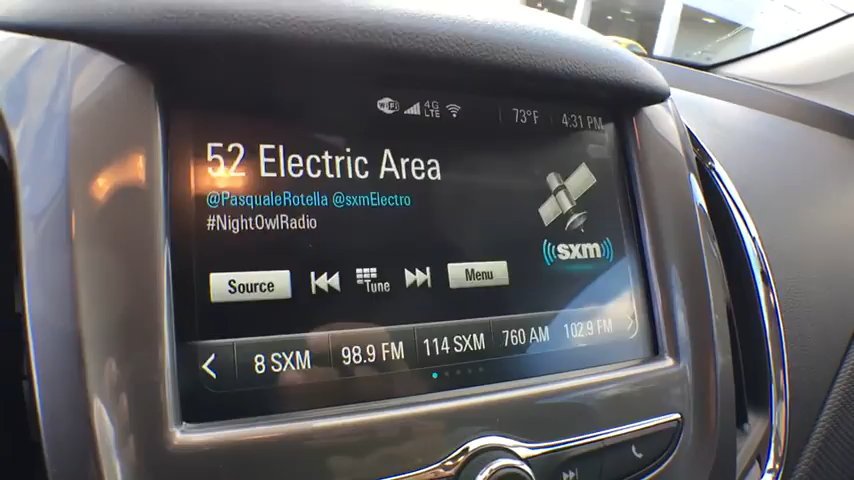 WiFi 4G LTE 73°F 4:31 PM
52 Electric Area
@PasqualeRotella @sxmElectro
#NightOwlRadio
sxm
Source Tune Menu
8 SXM 98.9 FM 114 SXM 760 AM 102.9 FM